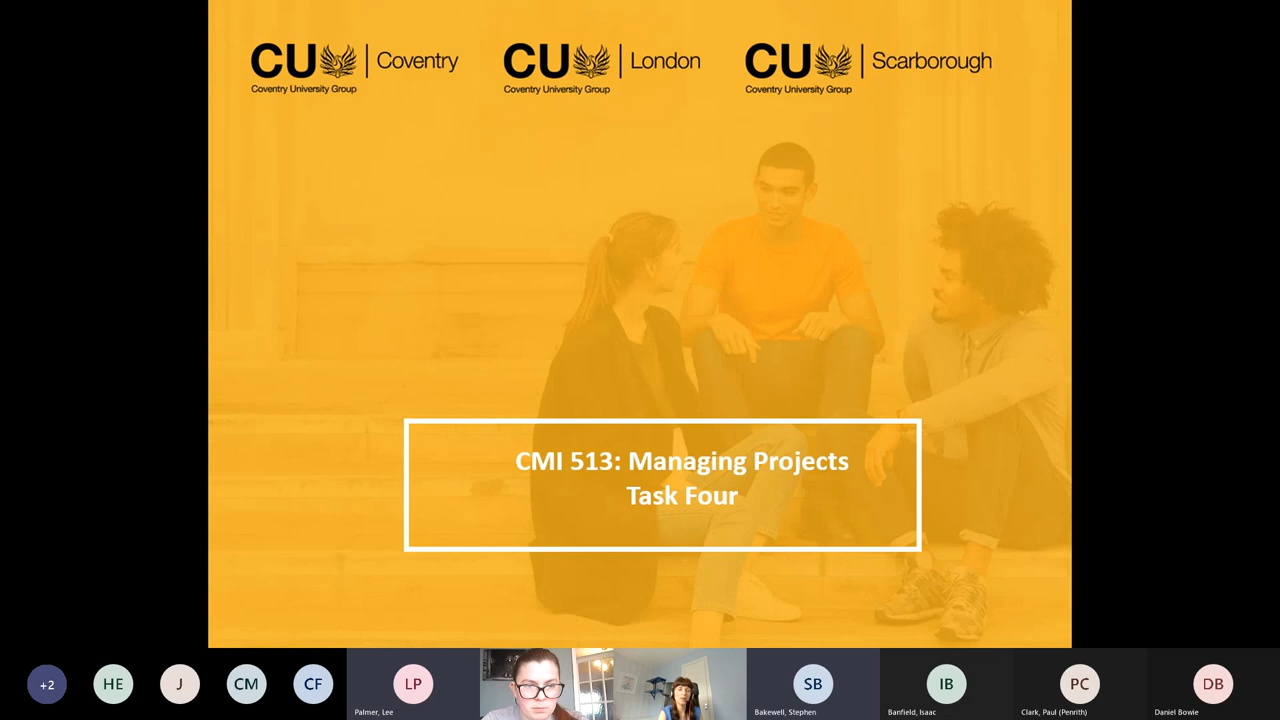 CU | Coventry
Coventry University Group
CU | London
Coventry University Group
CU | Scarborough
Coventry University Group
CMI 513: Managing Projects
Task Four
+2
HE
J
CM
CF
LP
SB
IB
PC
DB
Palmer, Lee
Bakewell, Stephen
Banfield, Isaac
Clark, Paul (Penrith)
Daniel Bowie